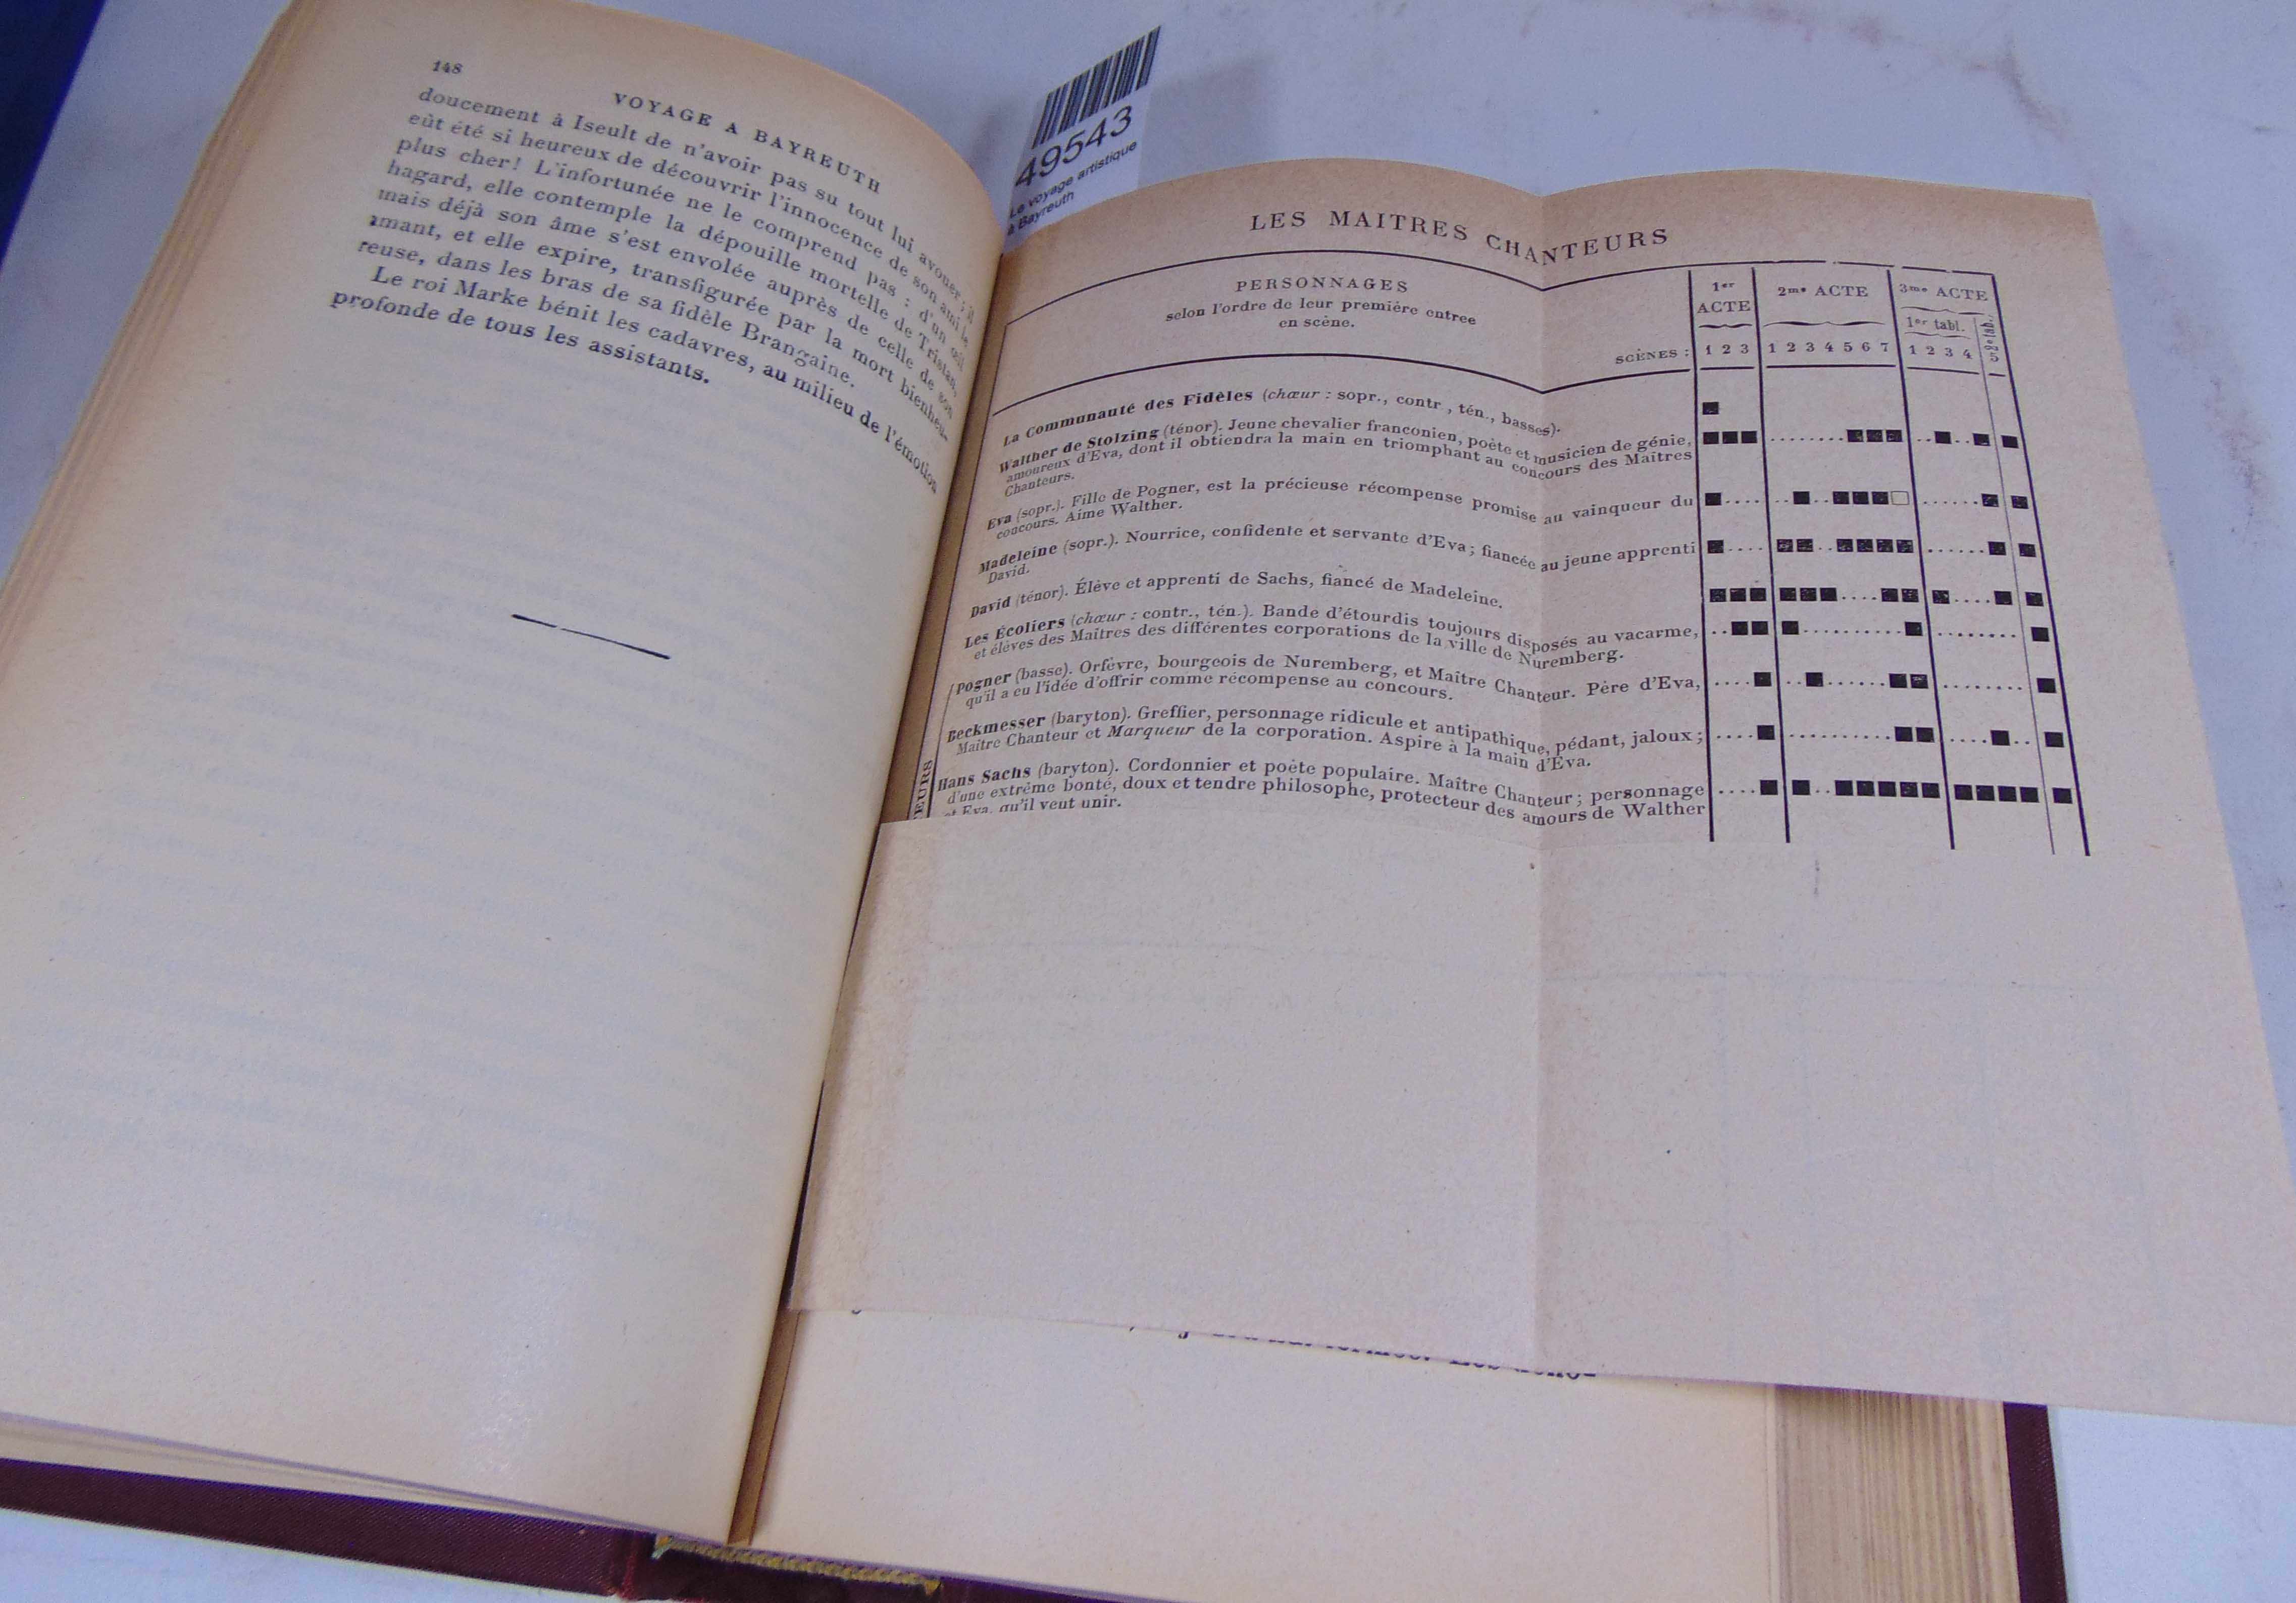 148
VOYAGE A BAYREUTH
doucement à Iseult de n'avoir pas su tout lui avouer ; il
eût été si heureux de découvrir l'innocence de son ami le
plus cher! L'infortunée ne le comprend pas : d'un œil
hagard, elle contemple la dépouille mortelle de Tristan,
mais déjà son âme s'est envolée auprès de celle de son
amant, et elle expire, transfigurée par la mort bienheu-
reuse, dans les bras de sa fidèle Brangaine.
Le roi Marke bénit les cadavres, au milieu de l'émotion
profonde de tous les assistants.
49543
Le voyage artistique
à Bayreuth
LES MAITRES CHANTEURS
PERSONNAGES
selon l'ordre de leur première entree
en scène.
SCÈNES :
1er
ACTE
2me ACTE
3me ACTE
1er tabl.
2e tab.
1 2 3
1 2 3 4 5 6 7
1 2 3 4
5
La Communauté des Fidèles (chœur : sopr., contr , tén., basses).
Walther de Stolzing (ténor). Jeune chevalier franconien, poète et musicien de génie,
amoureux d'Eva, dont il obtiendra la main en triomphant au concours des Maîtres
Chanteurs.
Eva (sopr.). Fille de Pogner, est la précieuse récompense promise au vainqueur du
concours. Aime Walther.
Madeleine (sopr.). Nourrice, confidente et servante d'Eva; fiancée au jeune apprenti
David.
David (ténor). Élève et apprenti de Sachs, fiancé de Madeleine.
Les Écoliers (chœur : contr., tén.). Bande d'étourdis toujours disposés au vacarme,
et élèves des Maîtres des différentes corporations de la ville de Nuremberg.
Pogner (basse). Orfèvre, bourgeois de Nuremberg, et Maître Chanteur. Père d'Eva,
qu'il a eu l'idée d'offrir comme récompense au concours.
Beckmesser (baryton). Greffier, personnage ridicule et antipathique, pédant, jaloux;
Maître Chanteur et Marqueur de la corporation. Aspire à la main d'Eva.
Hans Sachs (baryton). Cordonnier et poète populaire. Maître Chanteur; personnage
d'une extrême bonté, doux et tendre philosophe, protecteur des amours de Walther
et Eva, qu'il veut unir.